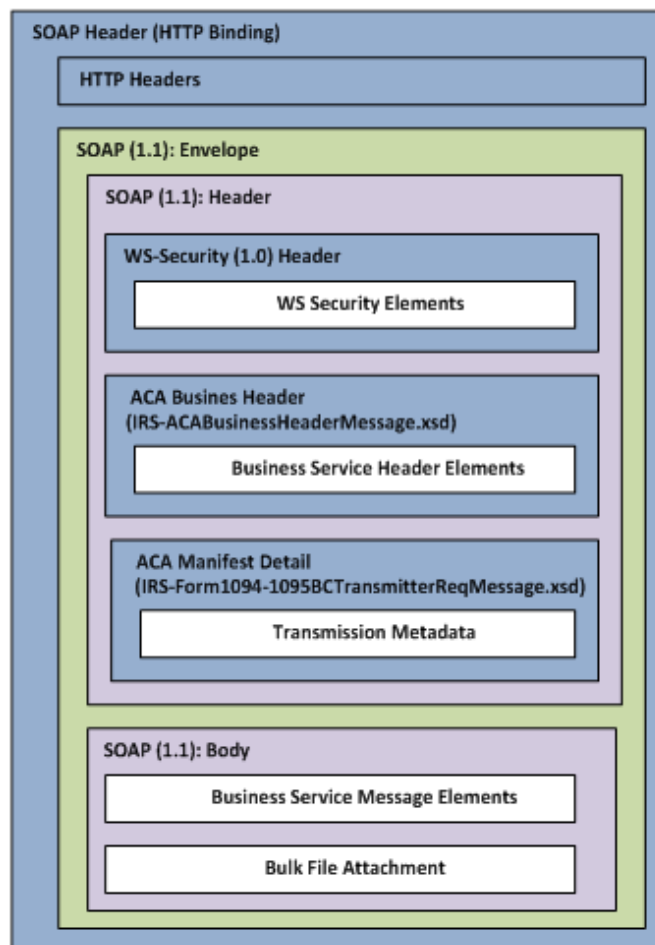 SOAP Header (HTTP Binding)
HTTP Headers
SOAP (1.1): Envelope
SOAP (1.1): Header
WS-Security (1.0) Header
WS Security Elements
ACA Busines Header
(IRS-ACABusinessHeaderMessage.xsd)
Business Service Header Elements
ACA Manifest Detail
(IRS-Form1094-1095BCTransmitterReqMessage.xsd)
Transmission Metadata
SOAP (1.1): Body
Business Service Message Elements
Bulk File Attachment